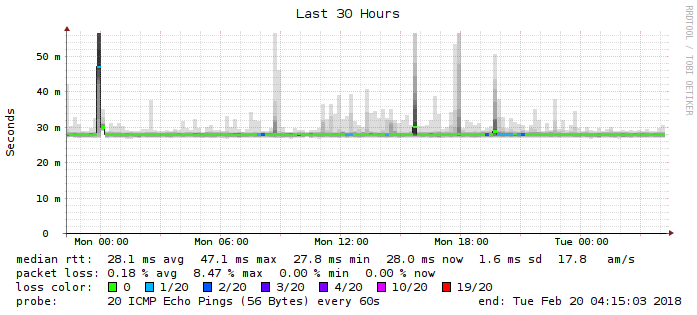 Last 30 Hours
RRDTOOL / TOBI OETIKER
Seconds
50 m
40 m
30 m
20 m
10 m
0
Mon 00:00 Mon 06:00 Mon 12:00 Mon 18:00 Tue 00:00
median rtt: 28.1 ms avg 47.1 ms max 27.8 ms min 28.0 ms now 1.6 ms sd 17.8 am/s
packet loss: 0.18 % avg 8.47 % max 0.00 % min 0.00 % now
loss color: 0 1/20 2/20 3/20 4/20 10/20 19/20
probe: 20 ICMP Echo Pings (56 Bytes) every 60s end: Tue Feb 20 04:15:03 2018